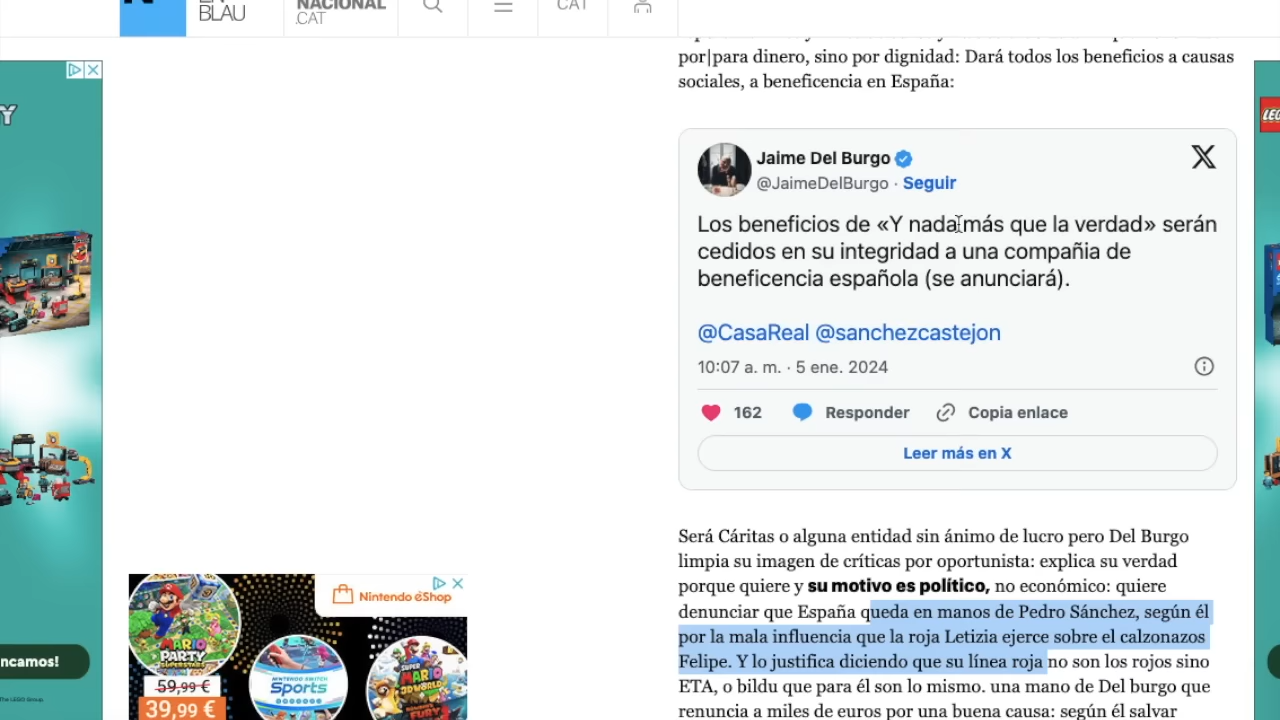 EN
BLAU
NACIONAL
.CAT
CAT
por|para dinero, sino por dignidad: Dará todos los beneficios a causas
sociales, a beneficencia en España:
Jaime Del Burgo
@JaimeDelBurgo · Seguir
Los beneficios de «Y nada más que la verdad» serán
cedidos en su integridad a una compañia de
beneficencia española (se anunciará).
@CasaReal @sanchezcastejon
10:07 a. m. · 5 ene. 2024
162 Responder Copia enlace
Leer más en X
Será Cáritas o alguna entidad sin ánimo de lucro pero Del Burgo
limpia su imagen de críticas por oportunista: explica su verdad
porque quiere y su motivo es político, no económico: quiere
denunciar que España queda en manos de Pedro Sánchez, según él
por la mala influencia que la roja Letizia ejerce sobre el calzonazos
Felipe. Y lo justifica diciendo que su línea roja no son los rojos sino
ETA, o bildu que para él son lo mismo. una mano de Del burgo que
renuncia a miles de euros por una buena causa: según él salvar
Nintendo eShop
MARIO
PARTY
SUPERSTARS
59,99 €
39,99 €
NINTENDO SWITCH
Sports
SUPER
MARIO
3D WORLD
BOWSER'S
FURY
ncamos!
©The LEGO Group.
LEG